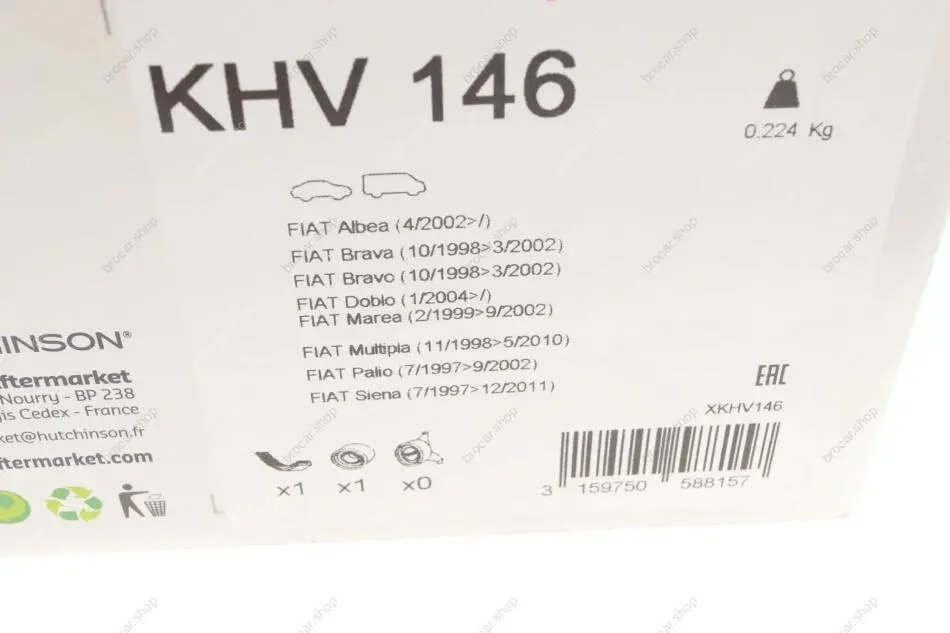 KHV 146
0.224 Kg
FIAT Albea (4/2002>/)
FIAT Brava (10/1998>3/2002)
FIAT Bravo (10/1998>3/2002)
FIAT Doblo (1/2004>/)
FIAT Marea (2/1999>9/2002)
FIAT Multipla (11/1998>5/2010)
FIAT Palio (7/1997>9/2002)
FIAT Siena (7/1997>12/2011)
x1 x1 x0
EAC
XKHV146
3 159750 588157
INSON®
ftermarket
Nourry - BP 238
is Cedex - France
ket@hutchinson.fr
ftermarket.com
brocar.shop